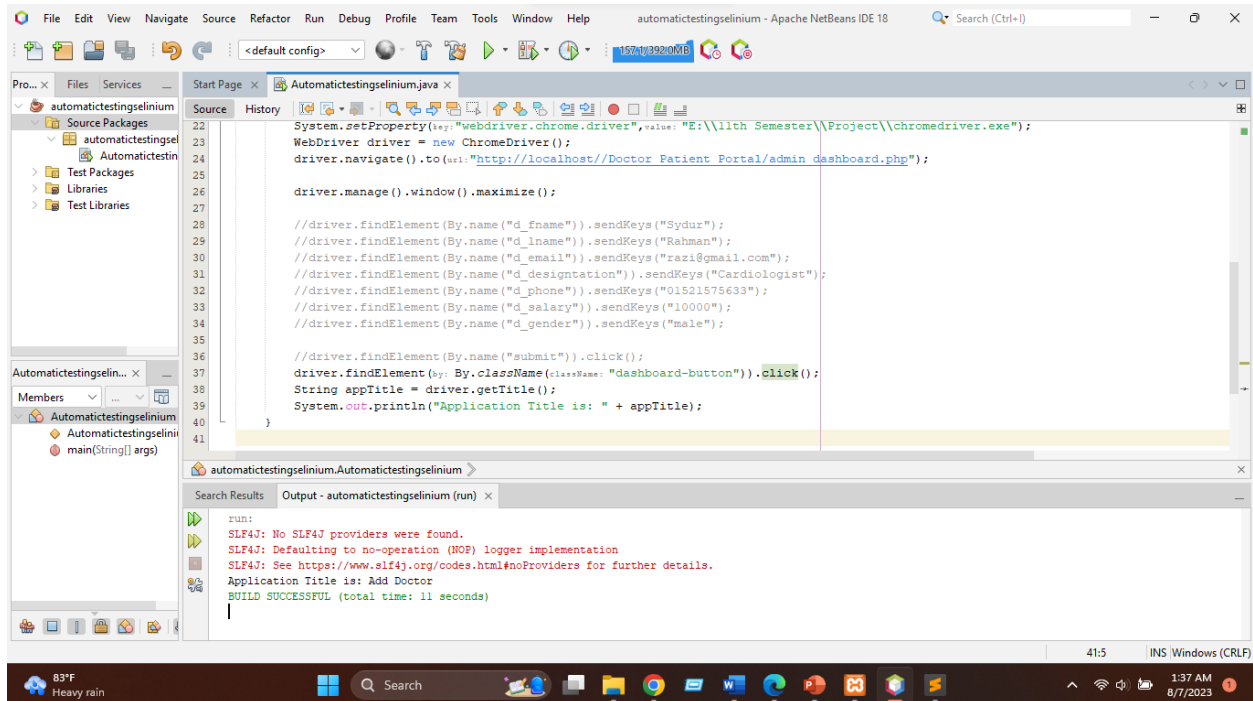 File Edit View Navigate Source Refactor Run Debug Profile Team Tools Window Help automatictestingselinium - Apache NetBeans IDE 18 Search (Ctrl+I)
<default config> 157.1/392.0MB
Pro... Files Services
automatictestingselinium
Source Packages
automatictestingsel
Automatictestin
Test Packages
Libraries
Test Libraries
Start Page Automatictestingselinium.java
Source History
22 System.setProperty(key:"webdriver.chrome.driver",value: "E:\\11th Semester\\Project\\chromedriver.exe");
23 WebDriver driver = new ChromeDriver();
24 driver.navigate().to(url:"http://localhost//Doctor Patient Portal/admin dashboard.php");
25
26 driver.manage().window().maximize();
27
28 //driver.findElement(By.name("d_fname")).sendKeys("Sydur");
29 //driver.findElement(By.name("d_lname")).sendKeys("Rahman");
30 //driver.findElement(By.name("d_email")).sendKeys("razi@gmail.com");
31 //driver.findElement(By.name("d_designtation")).sendKeys("Cardiologist");
32 //driver.findElement(By.name("d_phone")).sendKeys("01521575633");
33 //driver.findElement(By.name("d_salary")).sendKeys("10000");
34 //driver.findElement(By.name("d_gender")).sendKeys("male");
35
36 //driver.findElement(By.name("submit")).click();
37 driver.findElement(by: By.className(className: "dashboard-button")).click();
38 String appTitle = driver.getTitle();
39 System.out.println("Application Title is: " + appTitle);
40 }
41
Automatictestingselin...
Members ...
Automatictestingselinium
Automatictestingselini
main(String[] args)
automatictestingselinium.Automatictestingselinium
Search Results Output - automatictestingselinium (run)
run:
SLF4J: No SLF4J providers were found.
SLF4J: Defaulting to no-operation (NOP) logger implementation
SLF4J: See https://www.slf4j.org/codes.html#noProviders for further details.
Application Title is: Add Doctor
BUILD SUCCESSFUL (total time: 11 seconds)
41:5 INS Windows (CRLF)
83°F
Heavy rain
Search
1:37 AM
8/7/2023
1